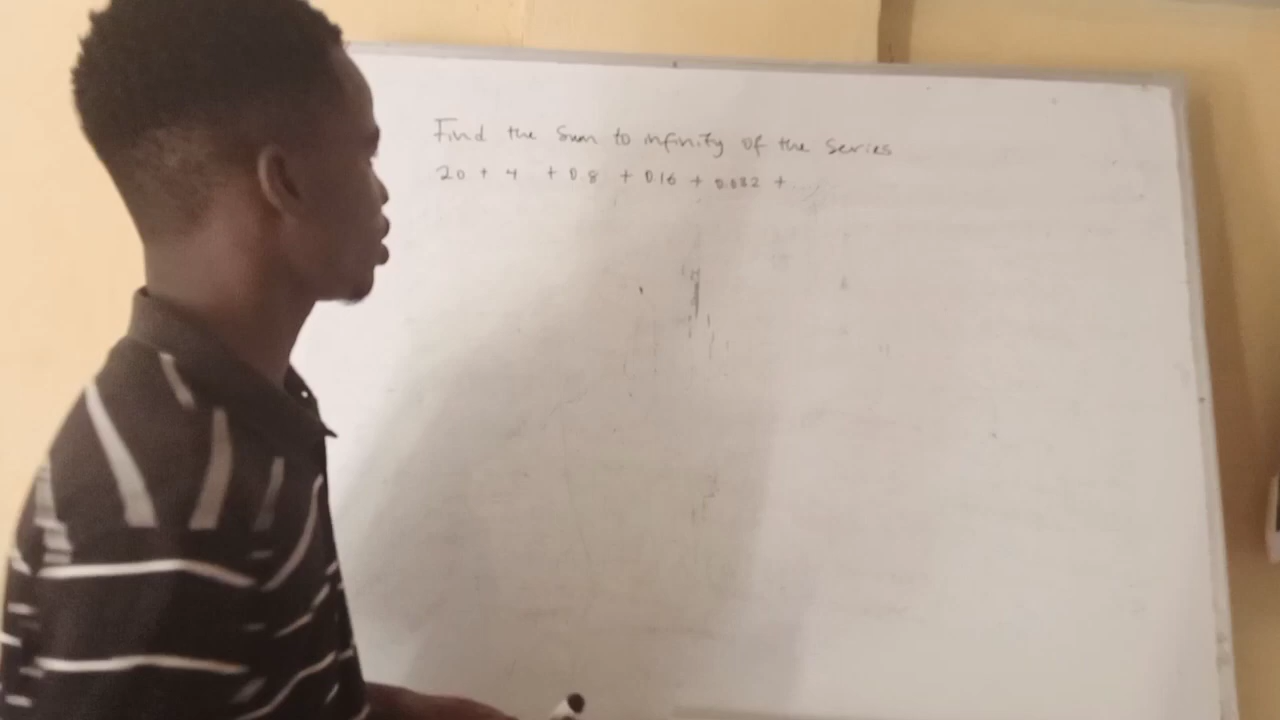 Find the Sum to infinity of the series
20 + 4 + 0.8 + 0.16 + 0.032 + ....